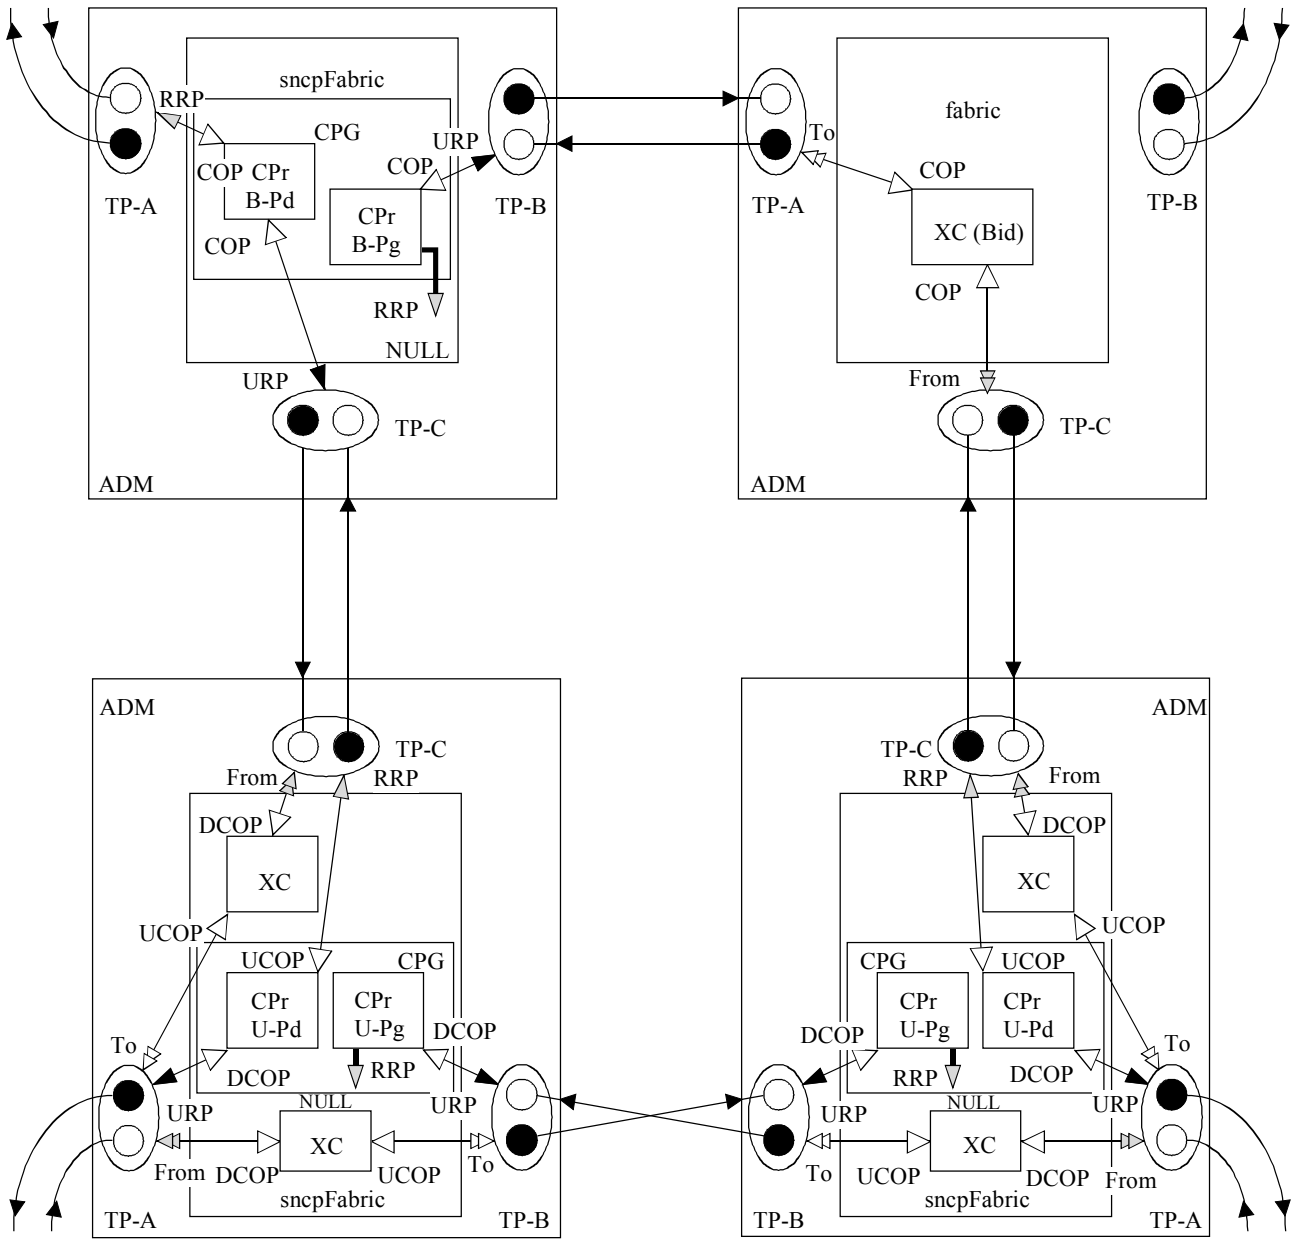 sncpFabric
RRP
CPG
COP
CPr
B-Pd
TP-A
COP
COP
URP
CPr
B-Pg
TP-B
RRP
NULL
URP
TP-C
ADM
fabric
To
COP
TP-A
XC (Bid)
TP-B
COP
From
TP-C
ADM
ADM
TP-C
From
RRP
DCOP
XC
UCOP
UCOP
CPG
CPr
U-Pd
CPr
U-Pg
DCOP
To
DCOP
RRP
URP
NULL
URP
XC
From
DCOP
UCOP
To
sncpFabric
TP-A
TP-B
ADM
TP-C
RRP
From
DCOP
XC
UCOP
CPG
UCOP
CPr
U-Pg
CPr
U-Pd
DCOP
To
RRP
DCOP
URP
NULL
URP
XC
To
UCOP
DCOP
From
sncpFabric
TP-B
TP-A